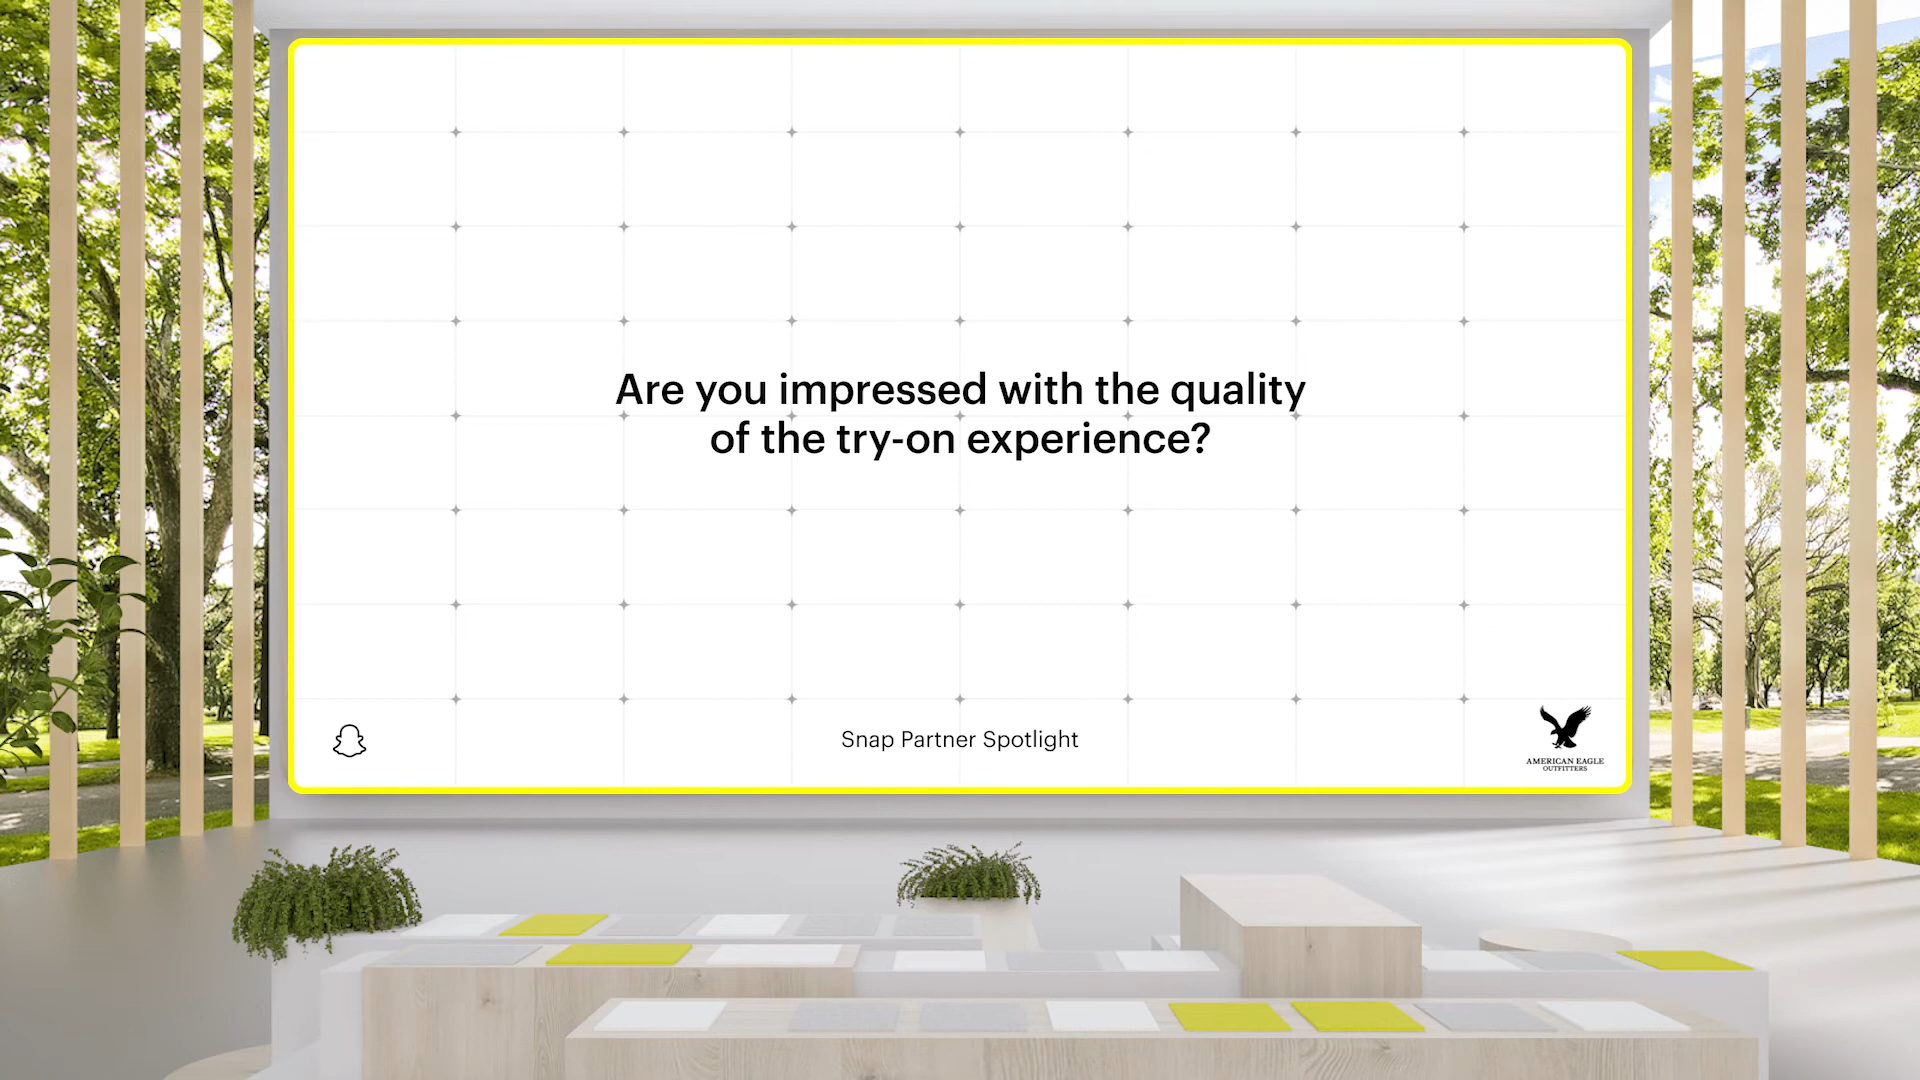 Are you impressed with the quality
of the try-on experience?
Snap Partner Spotlight
AMERICAN EAGLE
OUTFITTERS